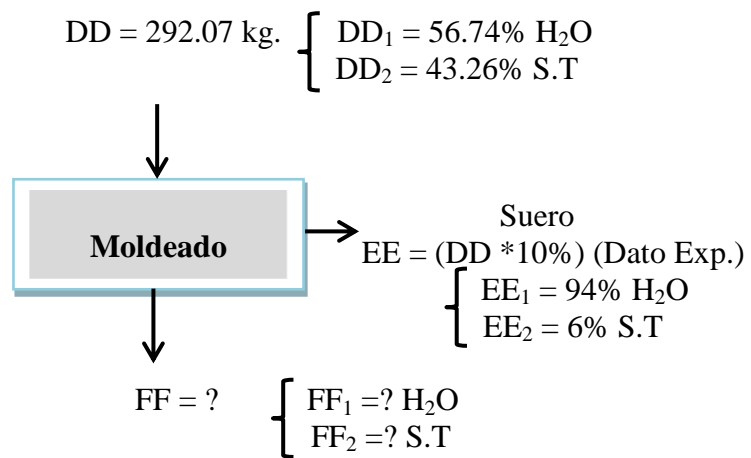 DD = 292.07 kg.
DD₁ = 56.74% H₂O
DD₂ = 43.26% S.T
Moldeado
Suero
EE = (DD *10%) (Dato Exp.)
EE₁ = 94% H₂O
EE₂ = 6% S.T
FF = ?
FF₁ =? H₂O
FF₂ =? S.T